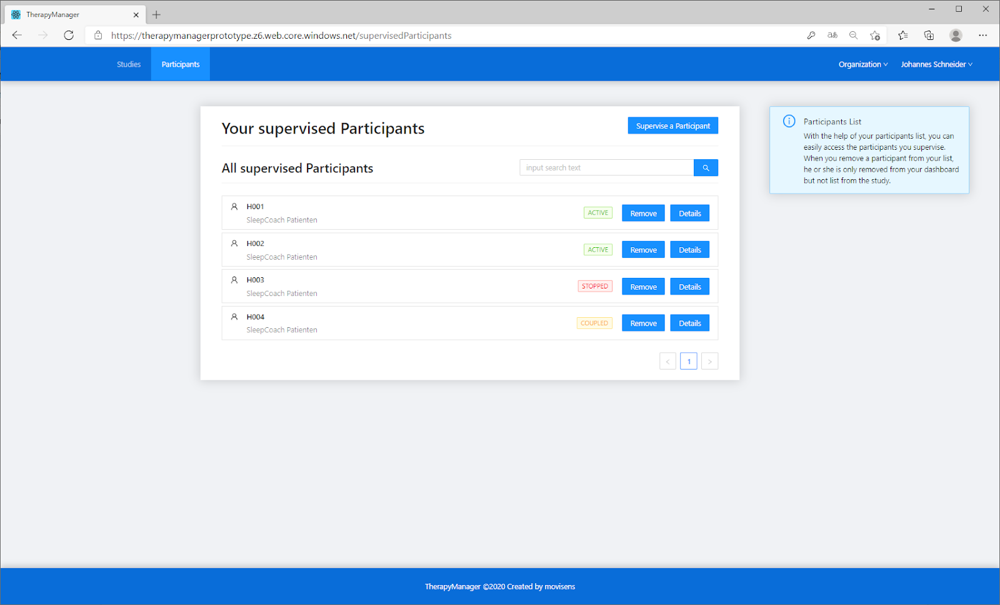 TherapyManager
https://therapymanagerprototype.z6.web.core.windows.net/supervisedParticipants
Studies
Participants
Organization
Johannes Schneider
Your supervised Participants
Supervise a Participant
All supervised Participants
input search text
H001
SleepCoach Patienten
ACTIVE
Remove
Details
H002
SleepCoach Patienten
ACTIVE
Remove
Details
H003
SleepCoach Patienten
STOPPED
Remove
Details
H004
SleepCoach Patienten
COUPLED
Remove
Details
< 1 >
Participants List
With the help of your participants list, you can
easily access the participants you supervise.
When you remove a participant from your list,
he or she is only removed from your dashboard
but not list from the study.
TherapyManager ©2020 Created by movisens